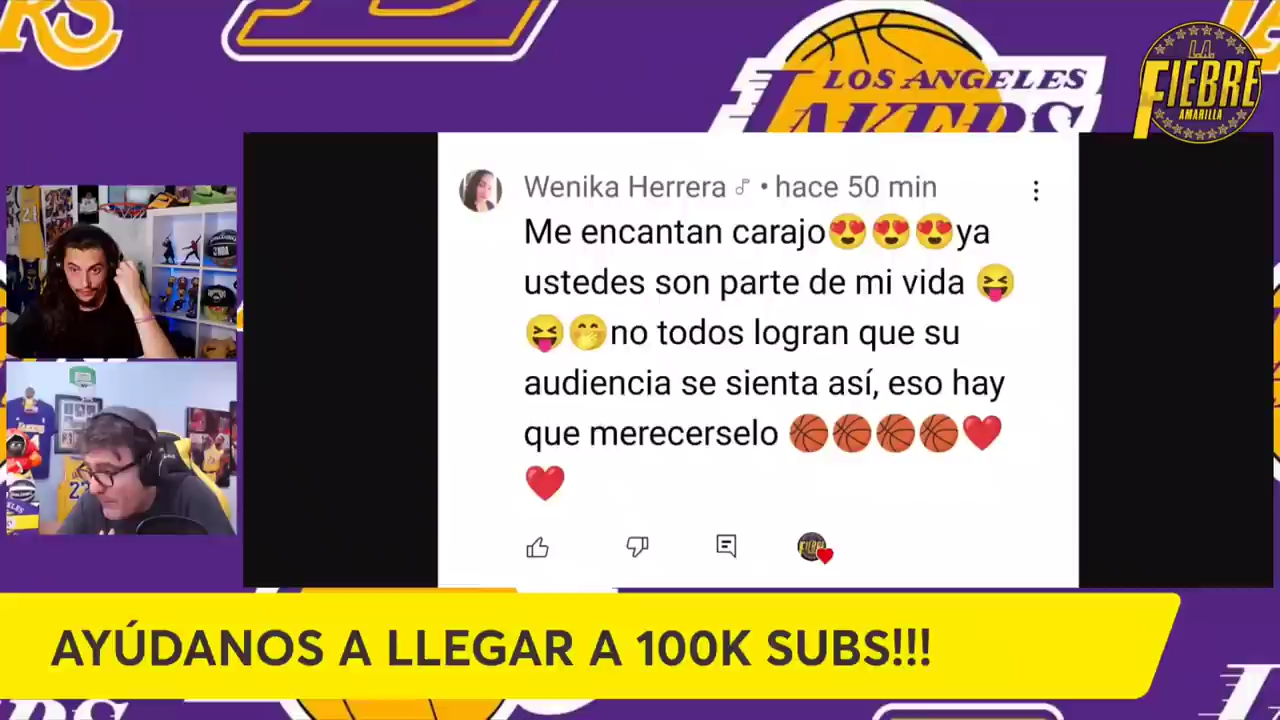 RS
LOS ANGELES
LAKERS
L.A.
FIEBRE
AMARILLA
Wenika Herrera • hace 50 min
Me encantan carajo😍😍😍ya
ustedes son parte de mi vida 😝
😝🤭no todos logran que su
audiencia se sienta así, eso hay
que merecerselo 🏀🏀🏀🏀❤️
❤️
AYÚDANOS A LLEGAR A 100K SUBS!!!